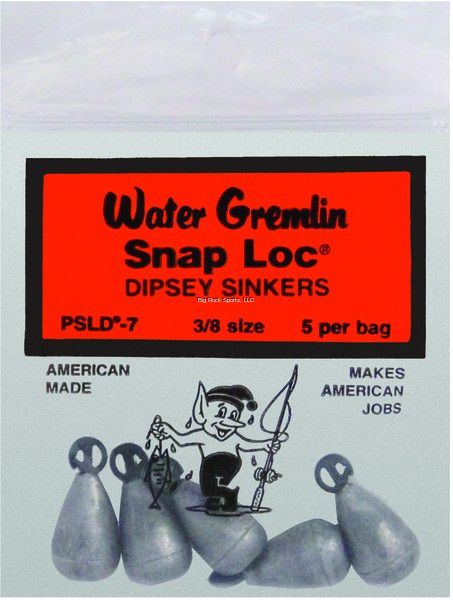 Water Gremlin
Snap Loc®
DIPSEY SINKERS
Big Rock Sports, LLC
PSLD®-7 3/8 size 5 per bag
AMERICAN MADE
MAKES AMERICAN JOBS